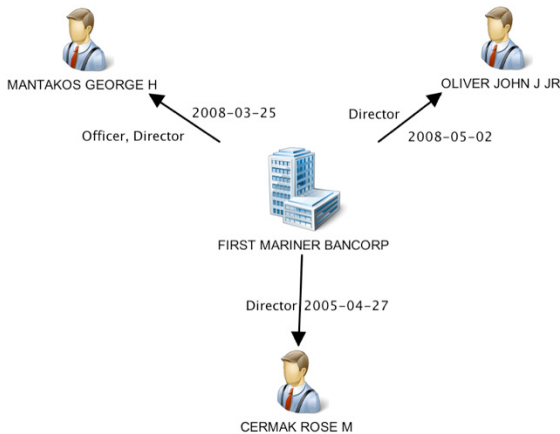 MANTAKOS GEORGE H
OLIVER JOHN J JR
2008-03-25
Director
Officer, Director
2008-05-02
FIRST MARINER BANCORP
Director 2005-04-27
CERMAK ROSE M